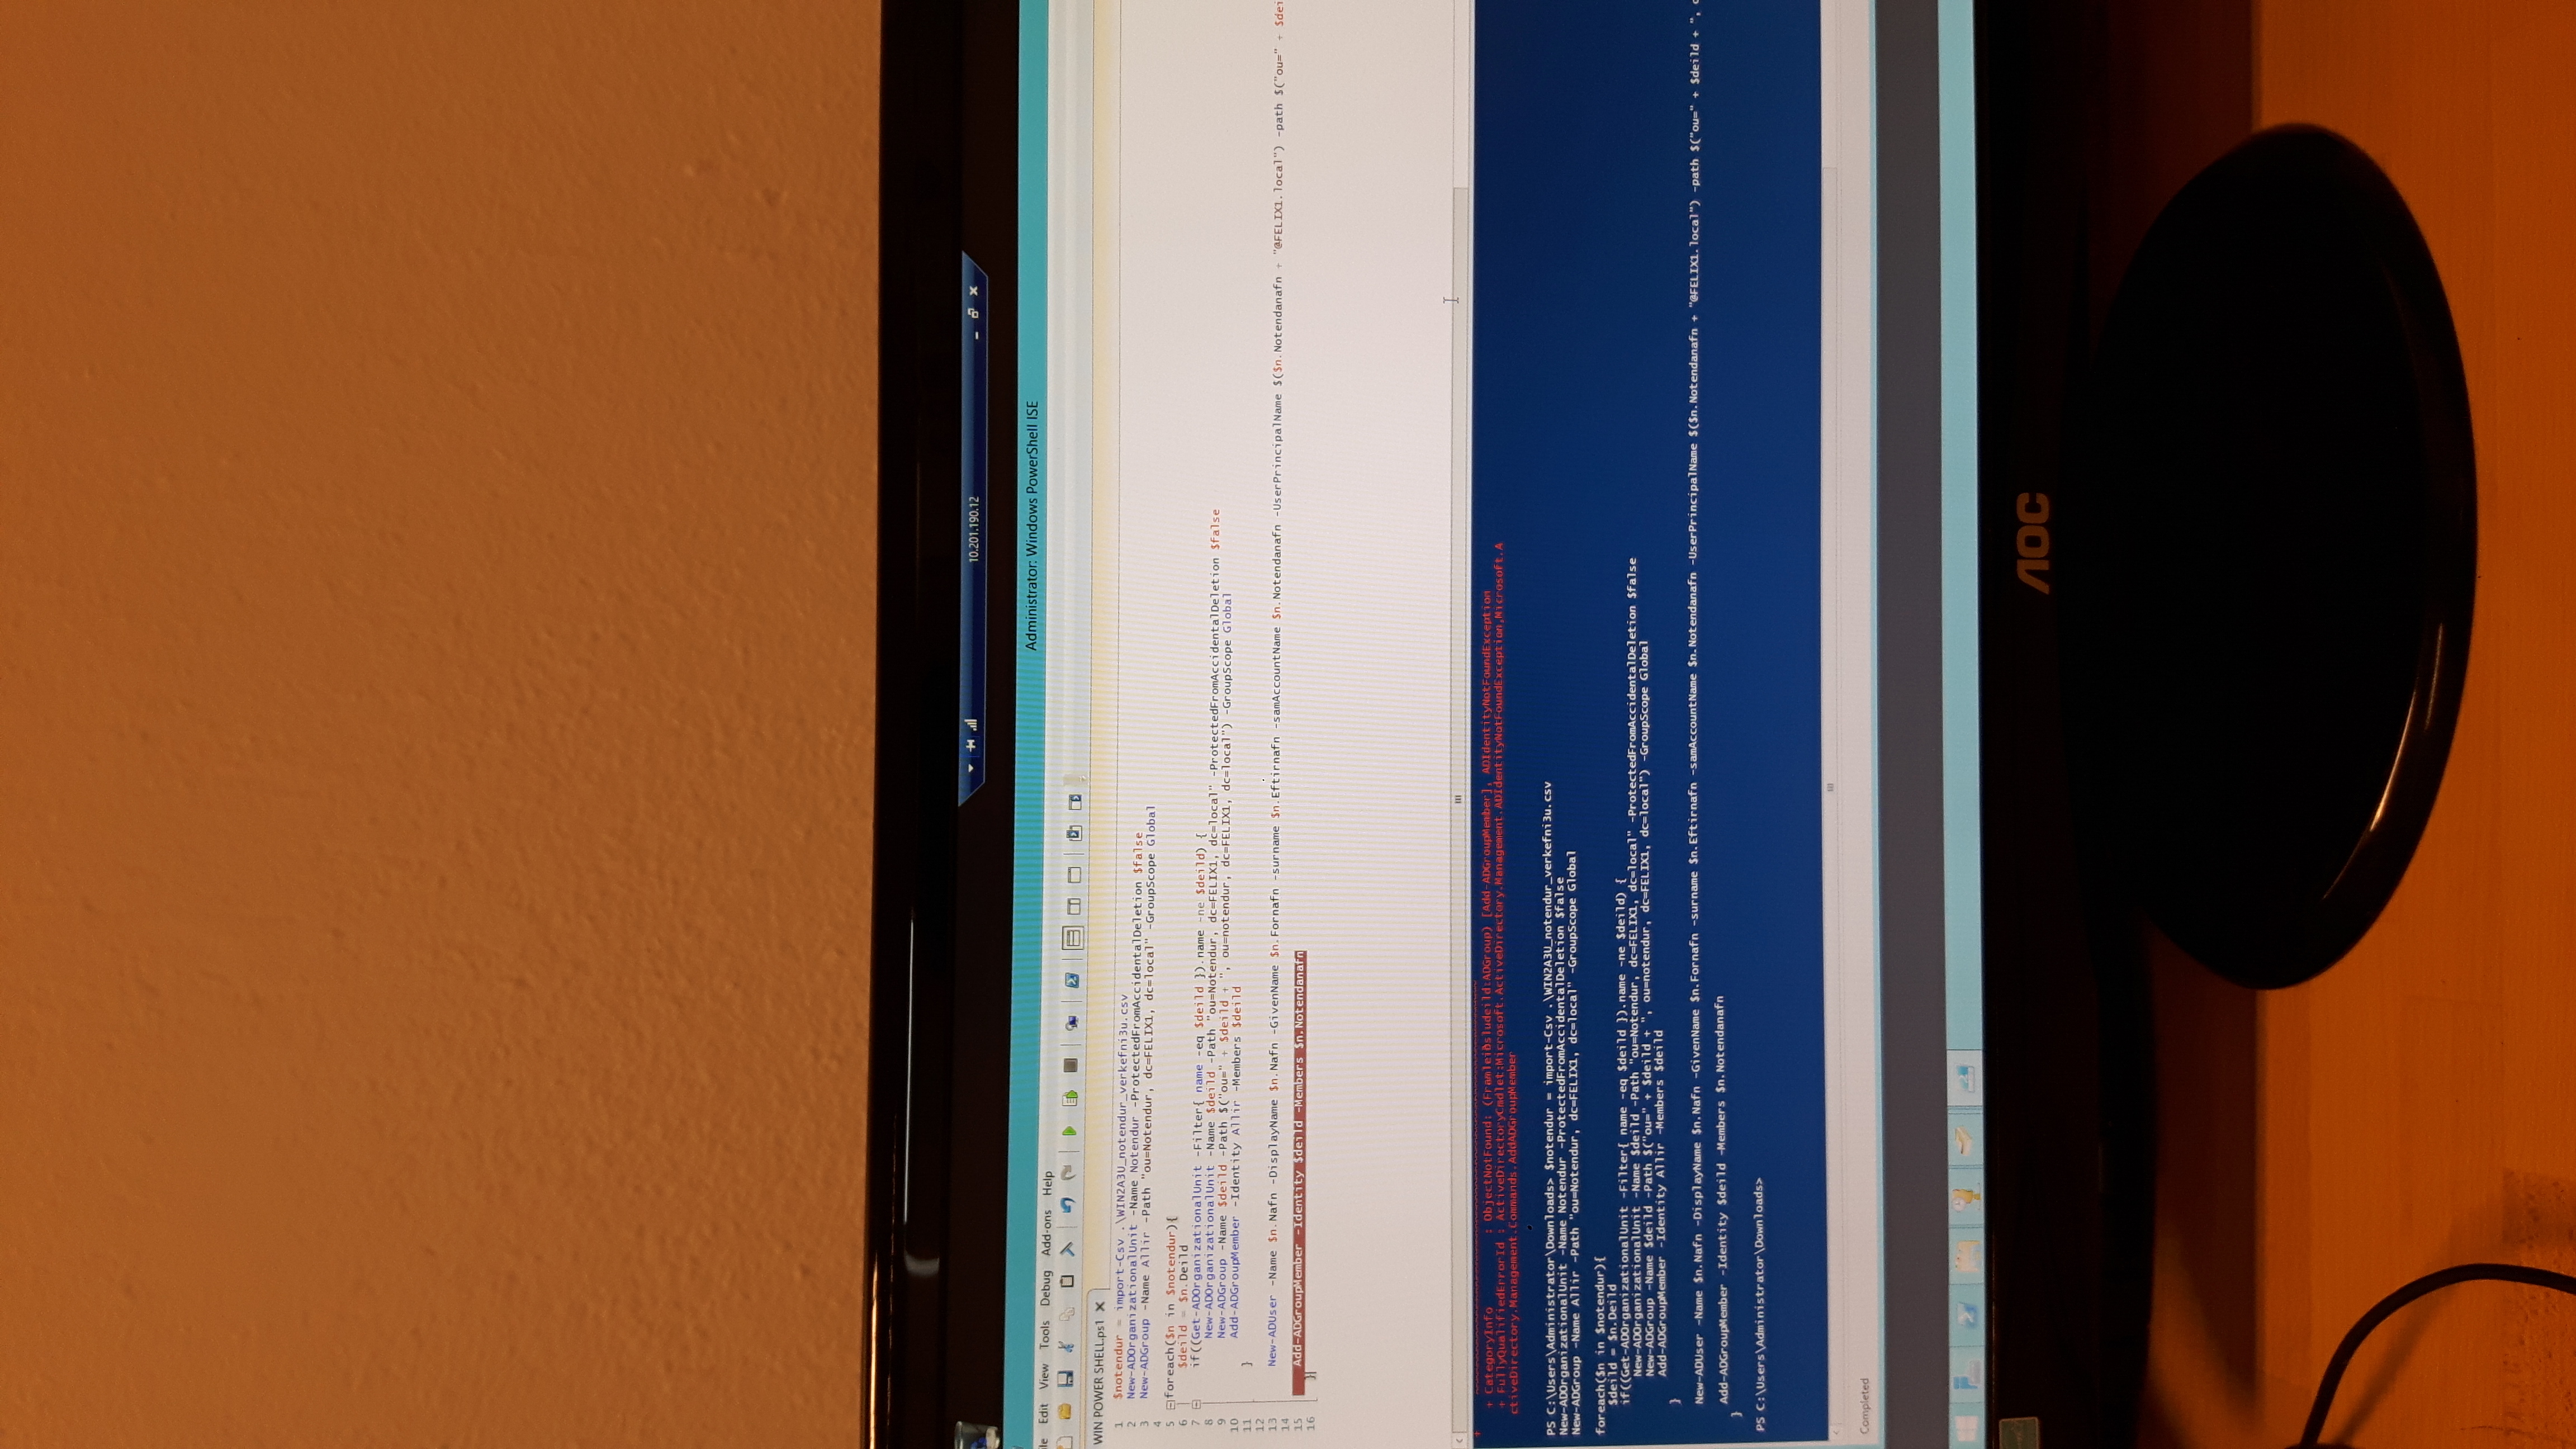 10.201.190.12
Administrator: Windows PowerShell ISE
Edit View Tools Debug Add-ons Help
WIN POWER SHELL.ps1
1 $notendur = import-Csv .\WIN2A3U_notendur_verkefni3u.csv
2 New-ADOrganizationalUnit -Name Notendur -ProtectedFromAccidentalDeletion $false
3 New-ADGroup -Name Allir -Path "ou=Notendur, dc=FELIX1, dc=local" -GroupScope Global
4
5 foreach($n in $notendur){
6 $deild = $n.Deild
7 if((Get-ADOrganizationalUnit -Filter{ name -eq $deild }).name -ne $deild) {
8 New-ADOrganizationalUnit -Name $deild -Path "ou=Notendur, dc=FELIX1, dc=local" -ProtectedFromAccidentalDeletion $false
9 New-ADGroup -Name $deild -Path $("ou=" + $deild + ", ou=notendur, dc=FELIX1, dc=local") -GroupScope Global
10 Add-ADGroupMember -Identity Allir -Members $deild
11 }
12
13 New-ADUser -Name $n.Nafn -DisplayName $n.Nafn -GivenName $n.Fornafn -surname $n.Eftirnafn -samAccountName $n.Notendanafn -UserPrincipalName $($n.Notendanafn + "@FELIX1.local") -path $("ou=" + $dei
14
15 Add-ADGroupMember -Identity $deild -Members $n.Notendanafn
16 }
+ CategoryInfo : ObjectNotFound: (Framleiðsludeild:ADGroup) [Add-ADGroupMember], ADIdentityNotFoundException
+ FullyQualifiedErrorId : ActiveDirectoryCmdlet:Microsoft.ActiveDirectory.Management.ADIdentityNotFoundException,Microsoft.A
ctiveDirectory.Management.Commands.AddADGroupMember
PS C:\Users\Administrator\Downloads> $notendur = import-Csv .\WIN2A3U_notendur_verkefni3u.csv
New-ADOrganizationalUnit -Name Notendur -ProtectedFromAccidentalDeletion $false
New-ADGroup -Name Allir -Path "ou=Notendur, dc=FELIX1, dc=local" -GroupScope Global
foreach($n in $notendur){
$deild = $n.Deild
if((Get-ADOrganizationalUnit -Filter{ name -eq $deild }).name -ne $deild) {
New-ADOrganizationalUnit -Name $deild -Path "ou=Notendur, dc=FELIX1, dc=local" -ProtectedFromAccidentalDeletion $false
New-ADGroup -Name $deild -Path $("ou=" + $deild + ", ou=notendur, dc=FELIX1, dc=local") -GroupScope Global
Add-ADGroupMember -Identity Allir -Members $deild
}
New-ADUser -Name $n.Nafn -DisplayName $n.Nafn -GivenName $n.Fornafn -surname $n.Eftirnafn -samAccountName $n.Notendanafn -UserPrincipalName $($n.Notendanafn + "@FELIX1.local") -path $("ou=" + $deild + ",
Add-ADGroupMember -Identity $deild -Members $n.Notendanafn
}
PS C:\Users\Administrator\Downloads>
Completed
AOC